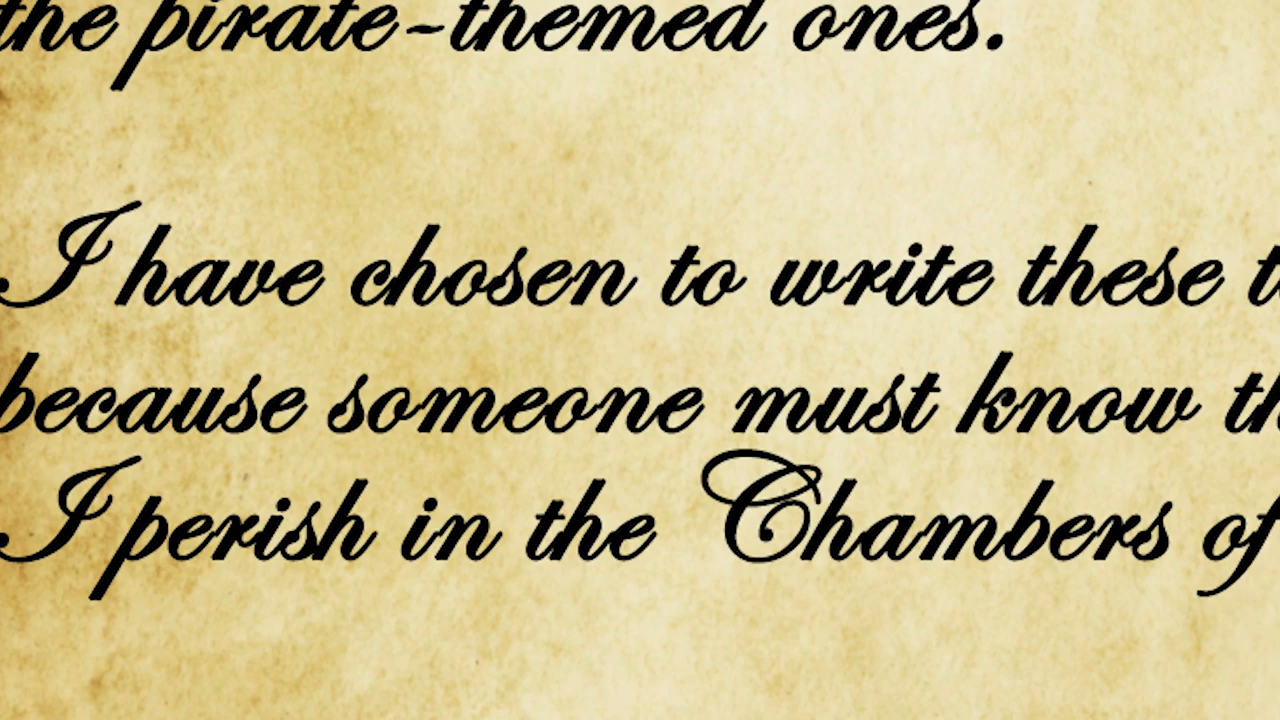 the pirate-themed ones.
I have chosen to write these
because someone must know
I perish in the Chambers of